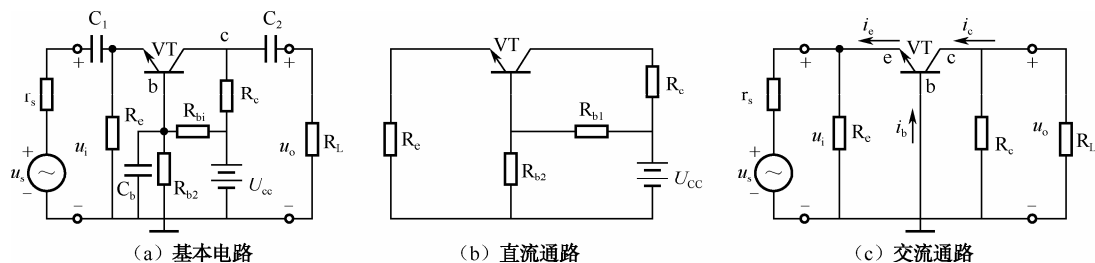 C1
C2
VT
c
b
+
+
rs
Re
Rbi
Rc
ui
uo
RL
+
us
~
−
Cb
Rb2
Ucc
−
−
（a）基本电路
VT
Rc
Rb1
Re
Rb2
UCC
（b）直流通路
ie
ic
VT
e
c
b
+
+
rs
ui
Re
ib
Rc
uo
RL
+
us
~
−
−
−
（c）交流通路